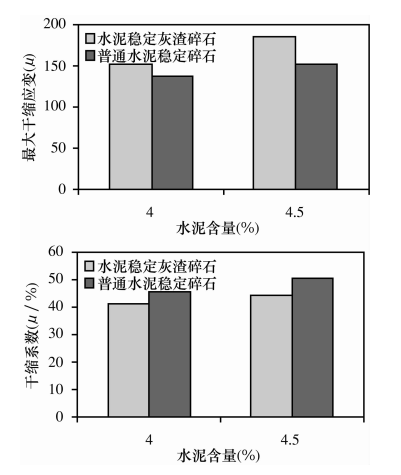 200
150
100
50
0
最大干缩应变(μ)
水泥稳定灰渣碎石
普通水泥稳定碎石
4
4.5
水泥含量(%)
60
50
40
30
20
10
0
干缩系数(μ/%)
水泥稳定灰渣碎石
普通水泥稳定碎石
4
4.5
水泥含量(%)